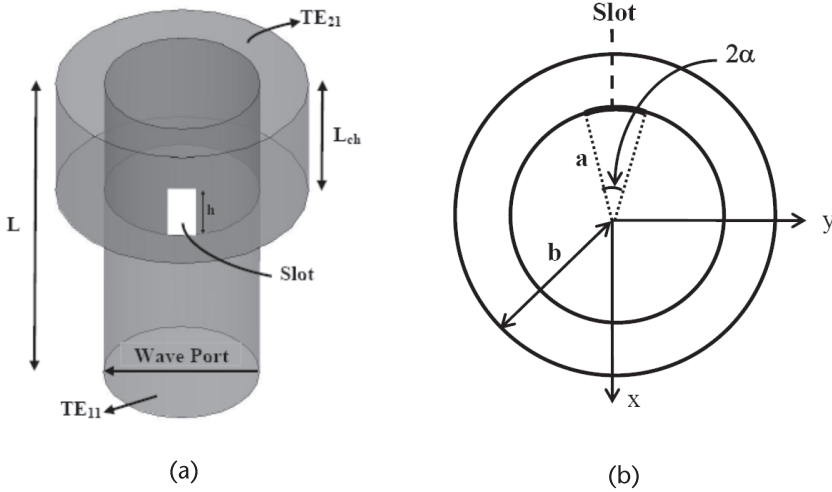 TE21
L
Lch
h
Slot
Wave Port
TE11
(a)
Slot
2α
a
b
y
x
(b)